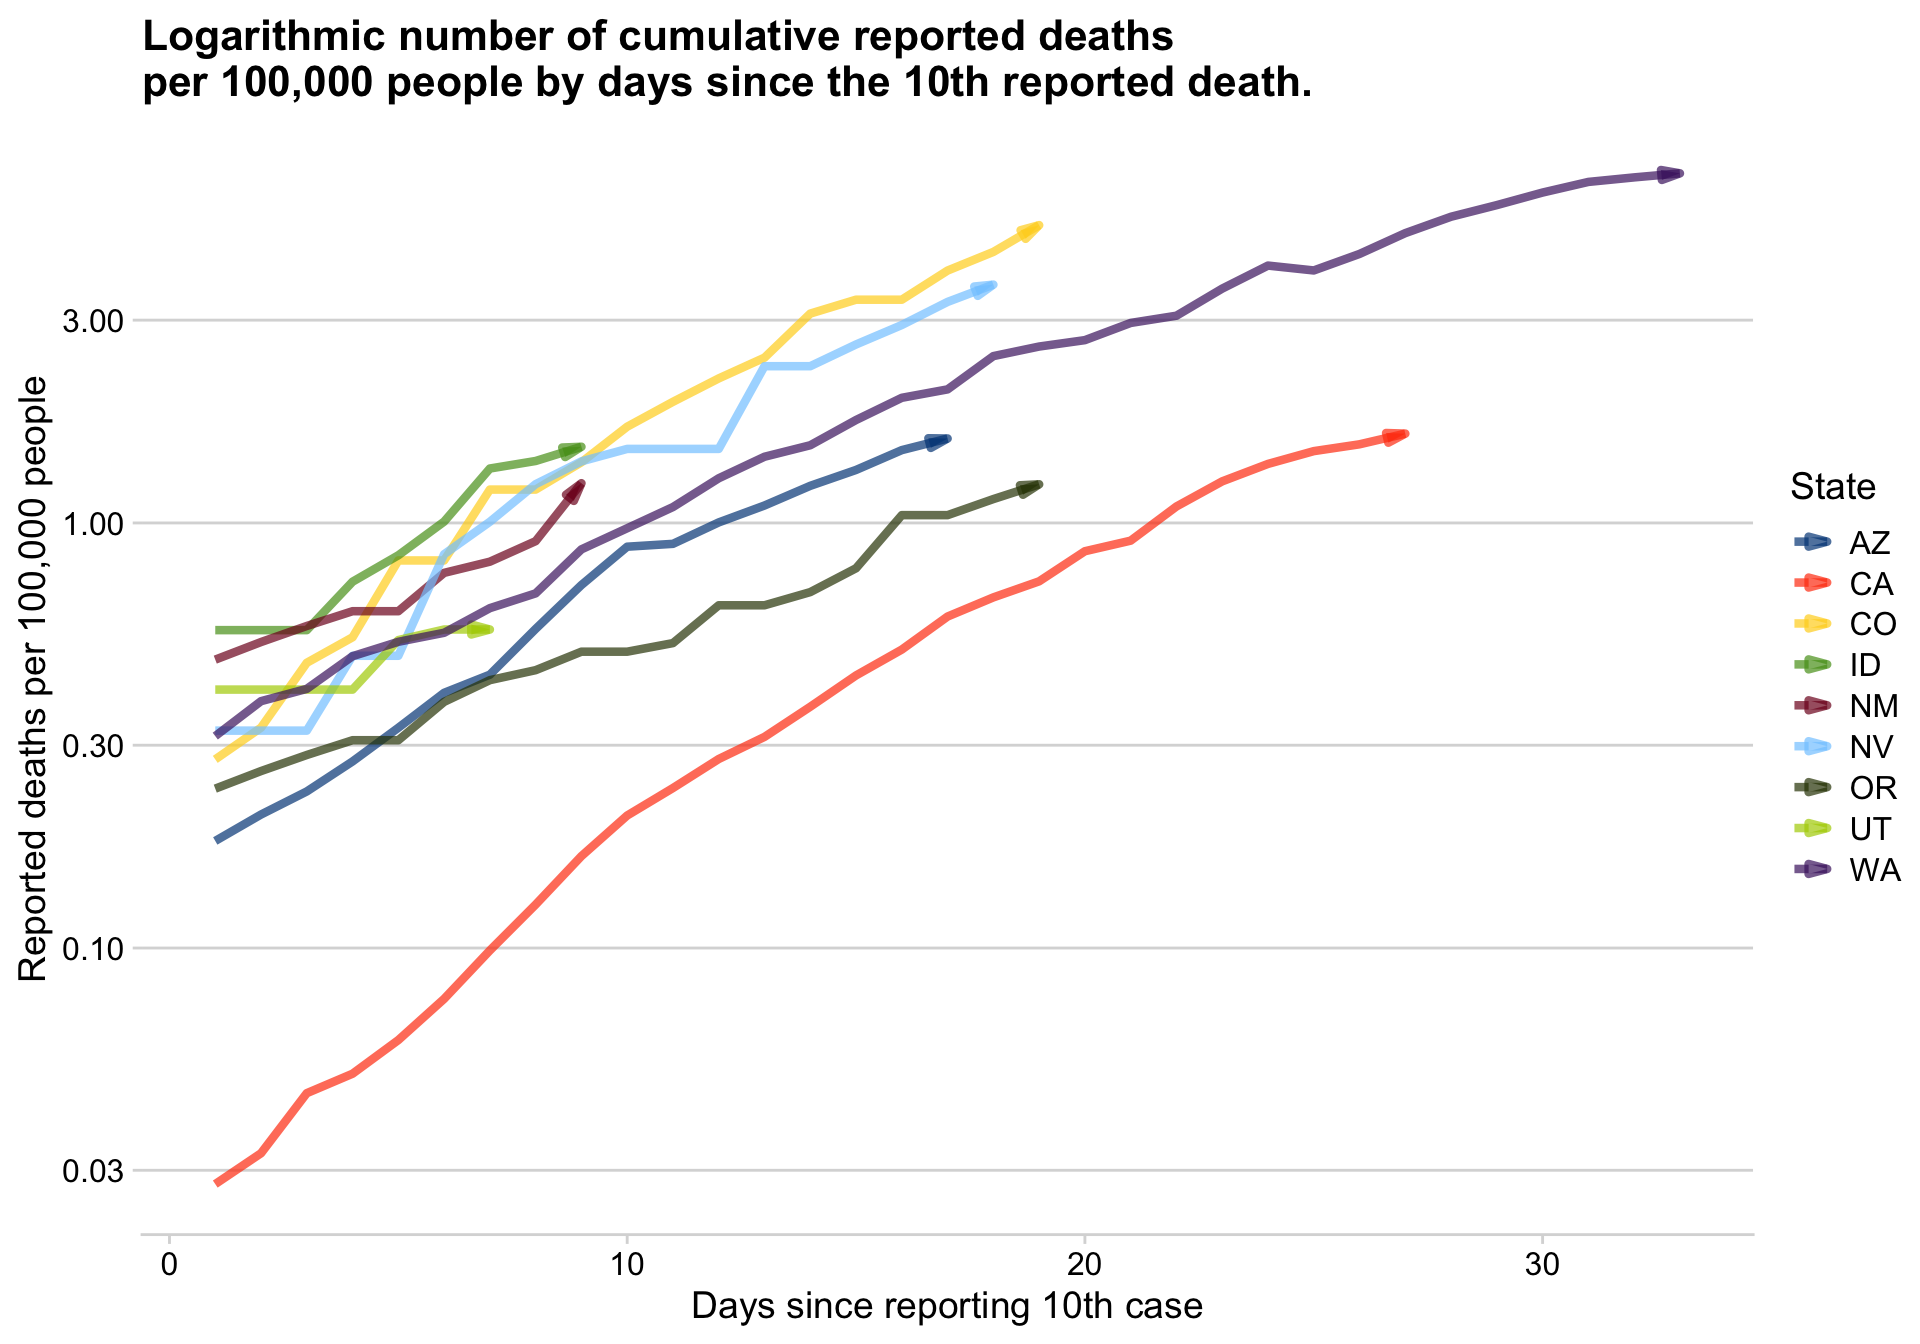 Logarithmic number of cumulative reported deaths
per 100,000 people by days since the 10th reported death.
Reported deaths per 100,000 people
3.00
1.00
0.30
0.10
0.03
0
10
20
30
Days since reporting 10th case
State
AZ
CA
CO
ID
NM
NV
OR
UT
WA